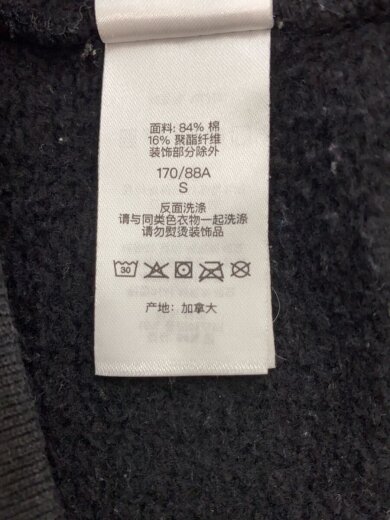 面料: 84% 棉
16% 聚酯纤维
装饰部分除外
170/88A
S
反面洗涤
请与同类色衣物一起洗涤
请勿熨烫装饰品
30
产地: 加拿大